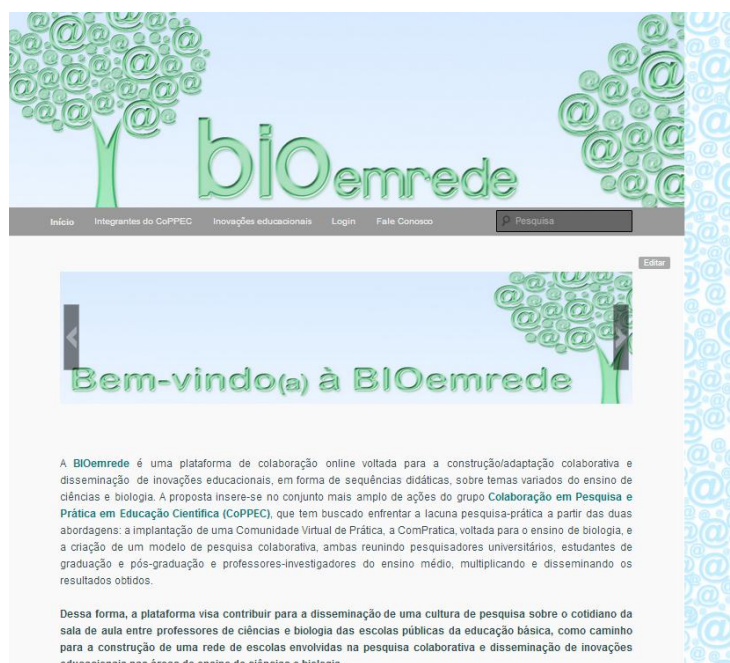 bioemrede
Início Integrantes do CoPPEC Inovações educacionais Login Fale Conosco Pesquisa
Editar
Bem-vindo(a) à BIOemrede
A BIOemrede é uma plataforma de colaboração online voltada para a construção/adaptação colaborativa e
disseminação de inovações educacionais, em forma de sequências didáticas, sobre temas variados do ensino de
ciências e biologia. A proposta insere-se no conjunto mais amplo de ações do grupo Colaboração em Pesquisa e
Prática em Educação Científica (CoPPEC), que tem buscado enfrentar a lacuna pesquisa-prática a partir das duas
abordagens: a implantação de uma Comunidade Virtual de Prática, a ComPratica, voltada para o ensino de biologia, e
a criação de um modelo de pesquisa colaborativa, ambas reunindo pesquisadores universitários, estudantes de
graduação e pós-graduação e professores-investigadores do ensino médio, multiplicando e disseminando os
resultados obtidos.
Dessa forma, a plataforma visa contribuir para a disseminação de uma cultura de pesquisa sobre o cotidiano da
sala de aula entre professores de ciências e biologia das escolas públicas da educação básica, como caminho
para a construção de uma rede de escolas envolvidas na pesquisa colaborativa e disseminação de inovações
educacionais nas áreas de ensino de ciências e biologia.